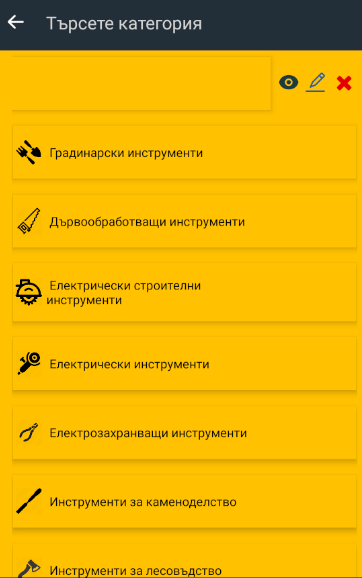 Търсете категория
Градинарски инструменти
Дървообработващи инструменти
Електрически строителни
инструменти
Електрически инструменти
Електрозахранващи инструменти
Инструменти за каменоделство
Инструменти за лесовъдство